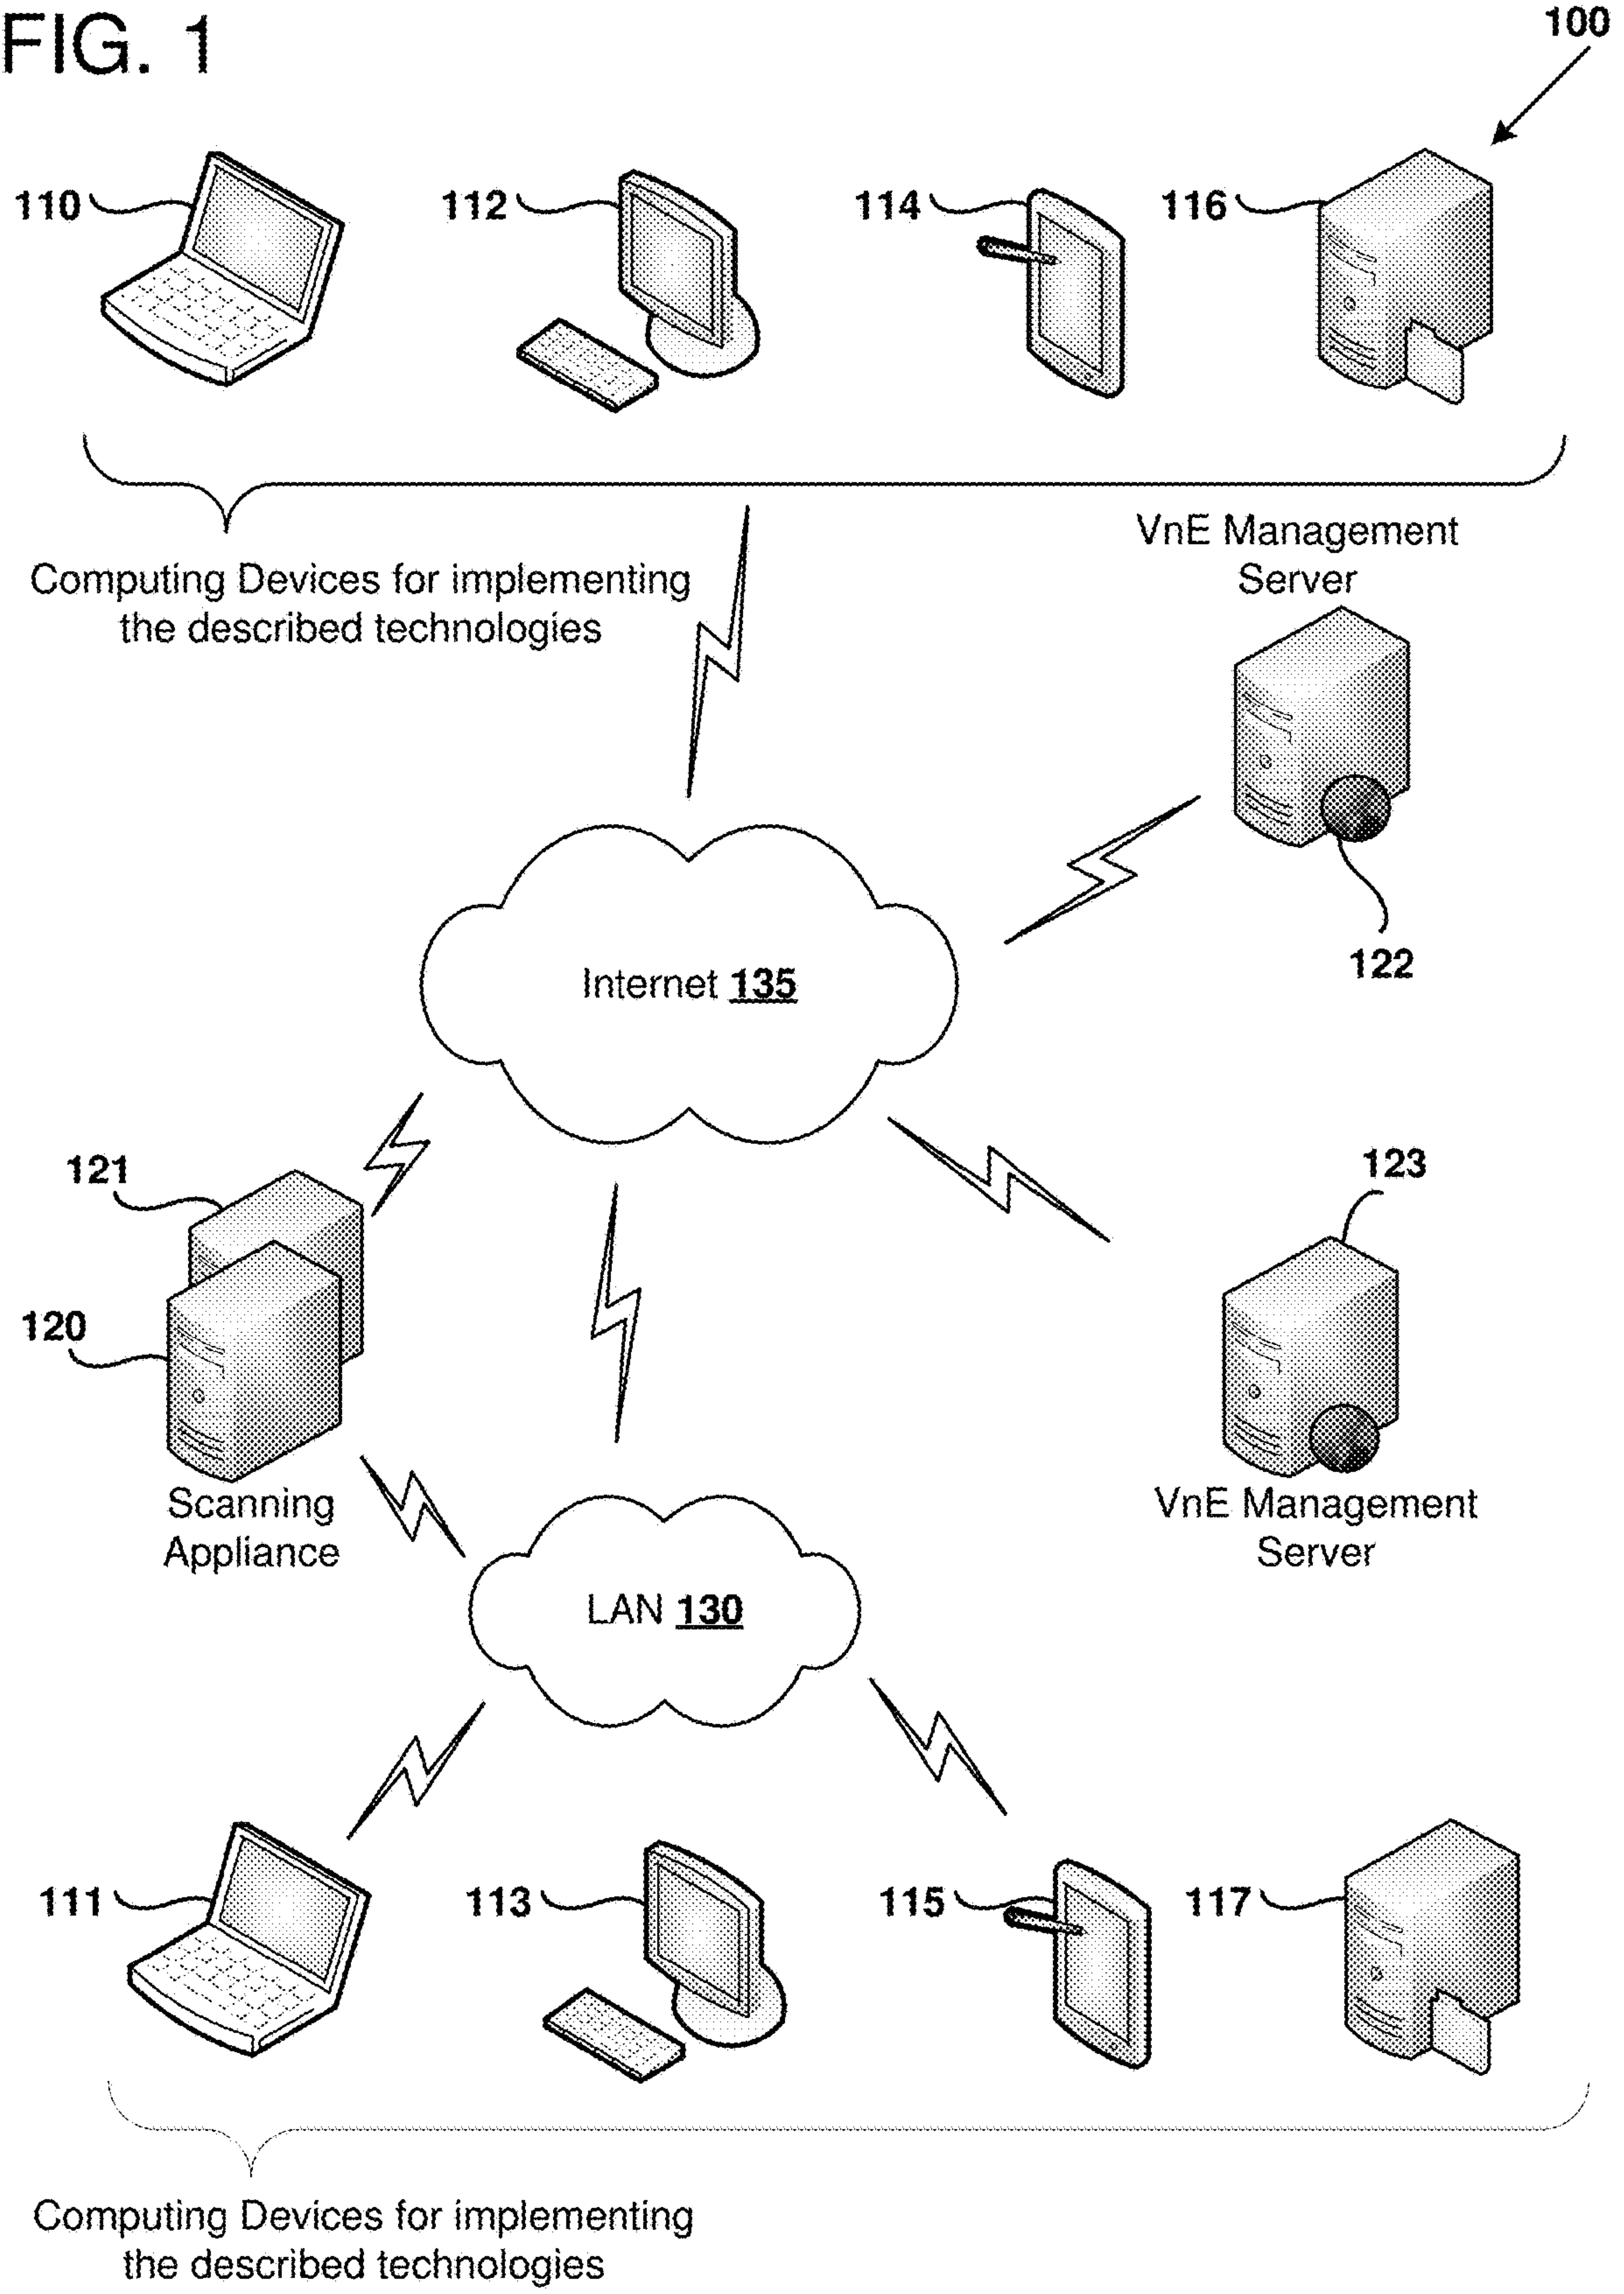 FIG. 1
100
110
112
114
116
VnE Management
Server
Computing Devices for implementing
the described technologies
122
Internet 135
121
123
120
Scanning
Appliance
VnE Management
Server
LAN 130
111
113
115
117
Computing Devices for implementing
the described technologies